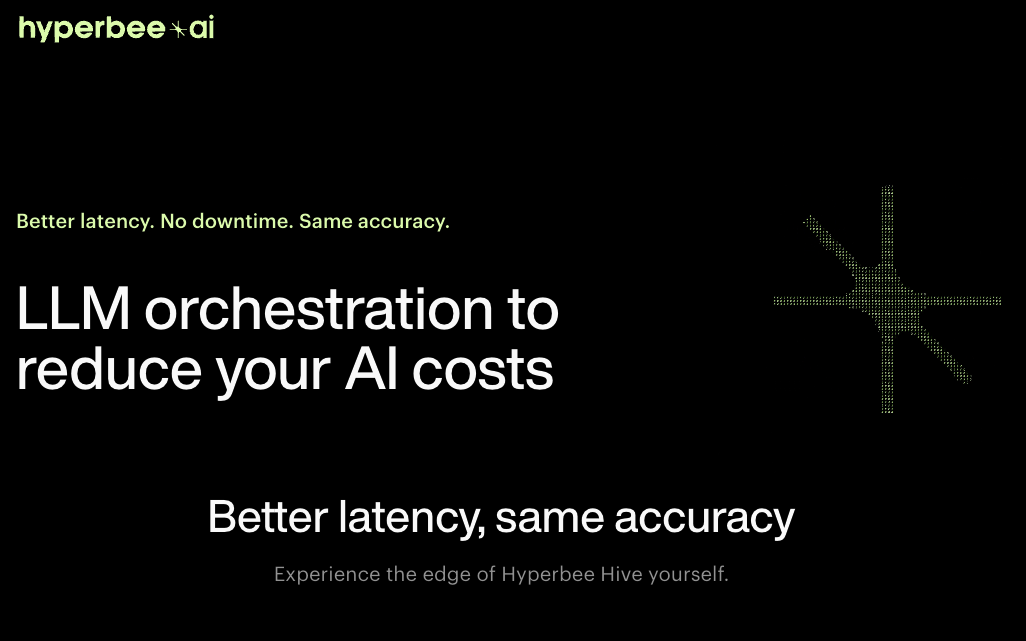 hyperbee ai
Better latency. No downtime. Same accuracy.
LLM orchestration to
reduce your AI costs
Better latency, same accuracy
Experience the edge of Hyperbee Hive yourself.